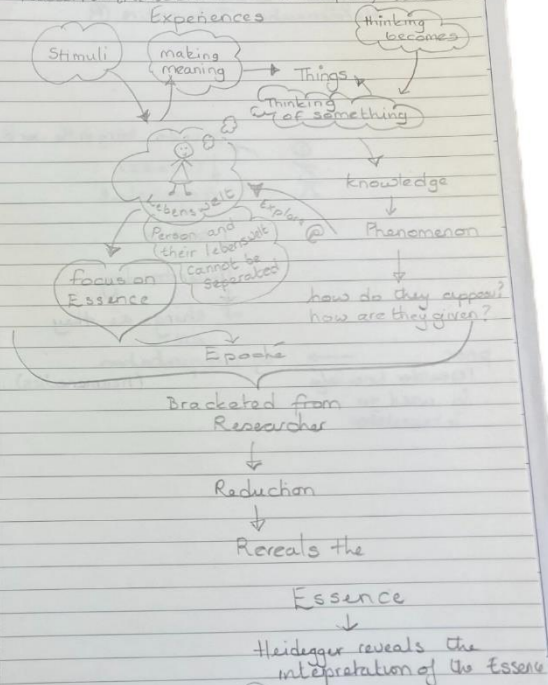 Experiences
thinking
becomes
Stimuli
making
meaning
Things
Thinking
of something
knowledge
Lebenswelt
Explore
Phenomenon
Person and
their lebenswelt
cannot be
separated
focus on
Essence
how do they appear?
how are they given?
Epoché
Bracketed from
Researcher
Reduction
Reveals the
Essence
Heidegger reveals the
intepretation of the Essence